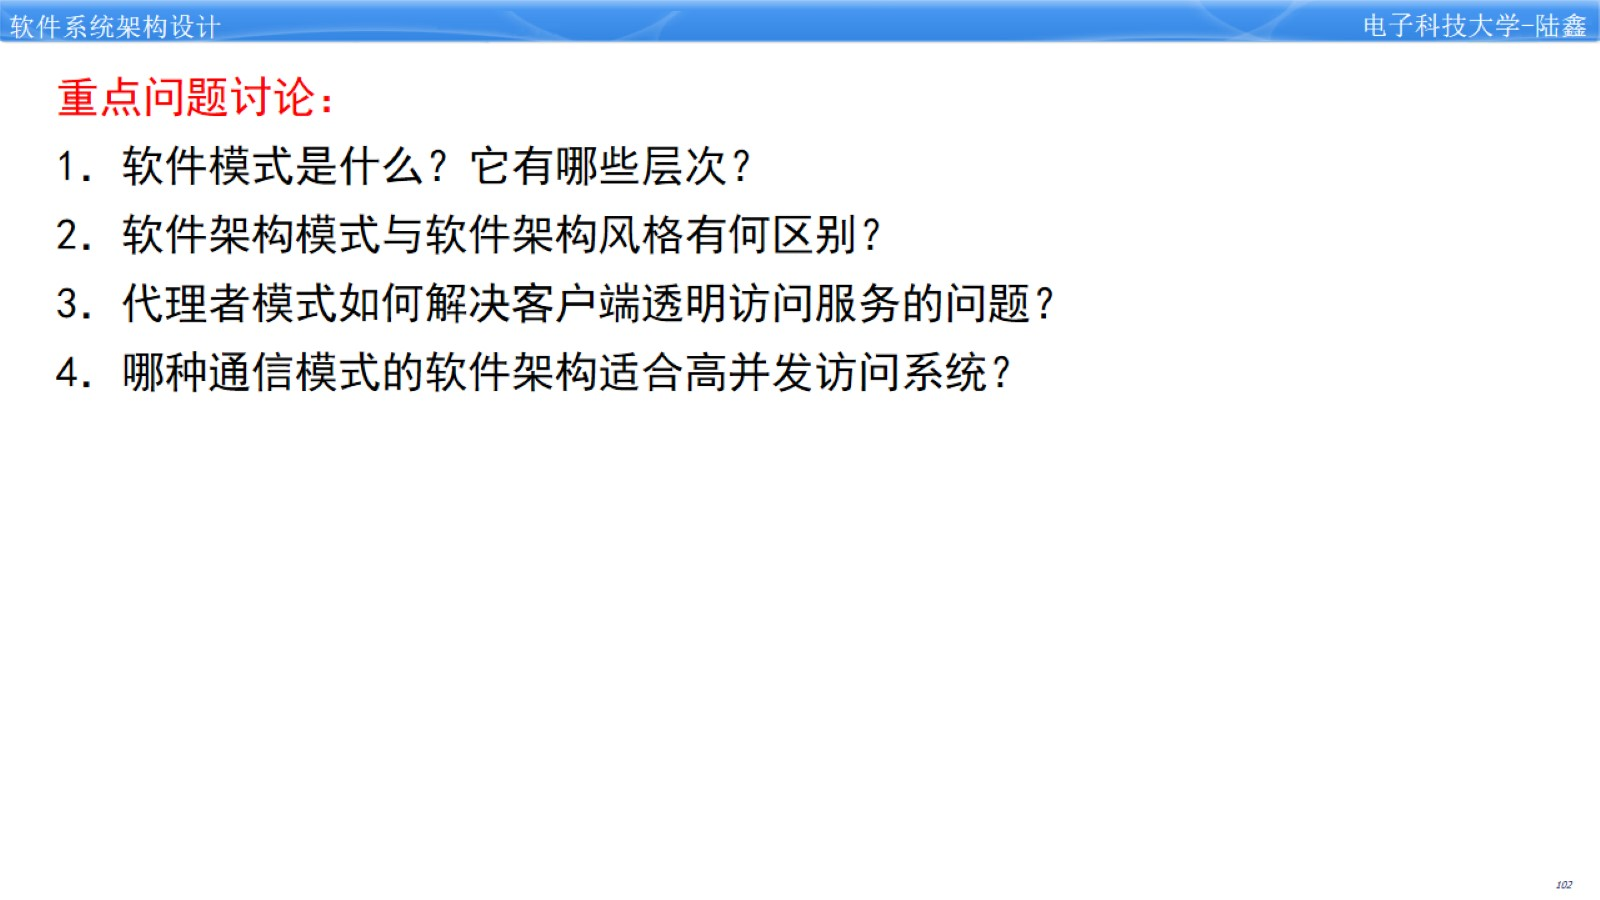 软件系统架构设计
电子科技大学-陆鑫
重点问题讨论：
1．软件模式是什么？它有哪些层次？
2．软件架构模式与软件架构风格有何区别？
3．代理者模式如何解决客户端透明访问服务的问题？
4．哪种通信模式的软件架构适合高并发访问系统？
102